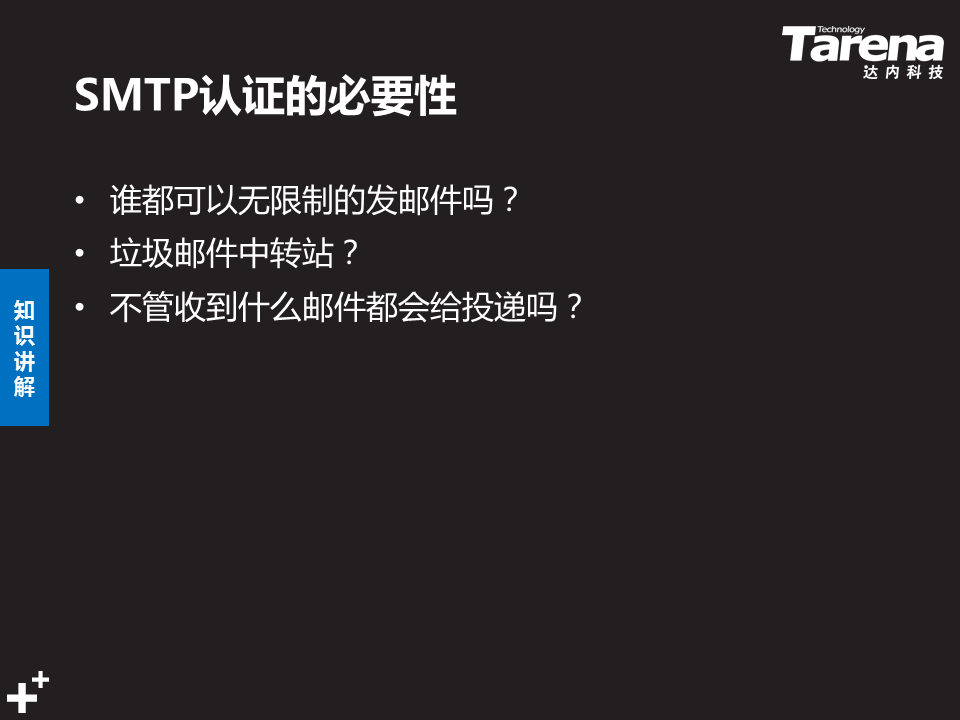 Technology
Tarena
达内科技
SMTP认证的必要性
• 谁都可以无限制的发邮件吗？
• 垃圾邮件中转站？
• 不管收到什么邮件都会给投递吗？
知
识
讲
解